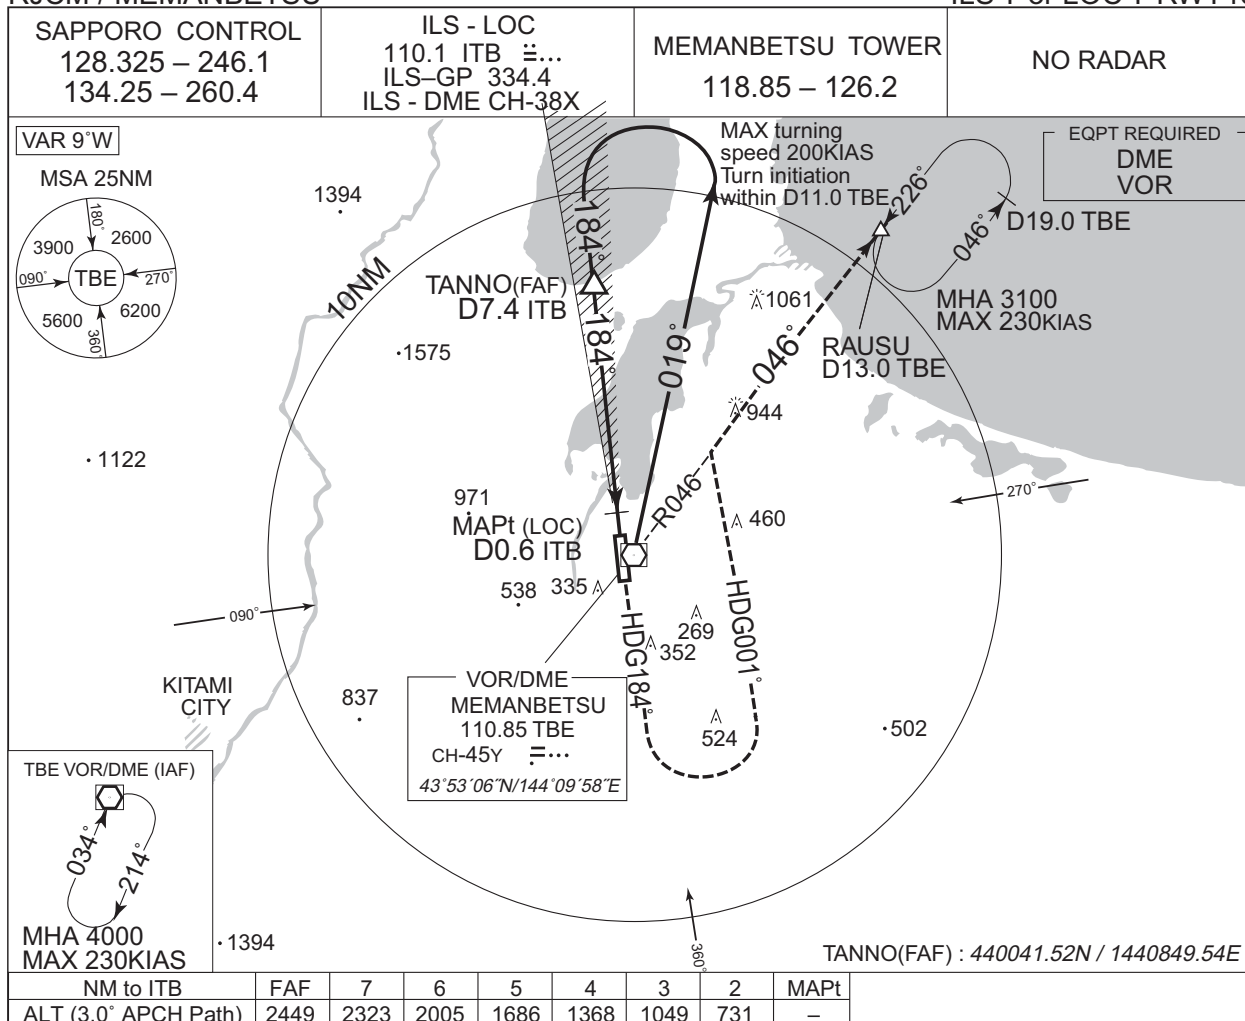 RJCM / MEMANBETSU
SAPPORO CONTROL
128.325 – 246.1
134.25 – 260.4
ILS - LOC
110.1 ITB
ILS–GP 334.4
ILS - DME CH-38X
MEMANBETSU TOWER
118.85 – 126.2
NO RADAR
VAR 9°W
MSA 25NM
180°
3900
2600
090°
TBE
270°
5600
6200
360°
1394
10NM
1575
1122
TANNO(FAF)
D7.4 ITB
184°
184°
019°
MAX turning
speed 200KIAS
Turn initiation
within D11.0 TBE
EQPT REQUIRED
DME
VOR
226°
046°
D19.0 TBE
MHA 3100
MAX 230KIAS
RAUSU
D13.0 TBE
1061
046°
944
270°
R046
460
971
MAPt (LOC)
D0.6 ITB
538
335
090°
269
352
HDG184°
HDG001°
524
502
KITAMI
CITY
837
VOR/DME
MEMANBETSU
110.85 TBE
CH-45Y
43°53′06″N/144°09′58″E
TBE VOR/DME (IAF)
034°
214°
MHA 4000
MAX 230KIAS
1394
360°
TANNO(FAF) : 440041.52N / 1440849.54E
NM to ITB FAF 7 6 5 4 3 2 MAPt
ALT (3.0° APCH Path) 2449 2323 2005 1686 1368 1049 731 –